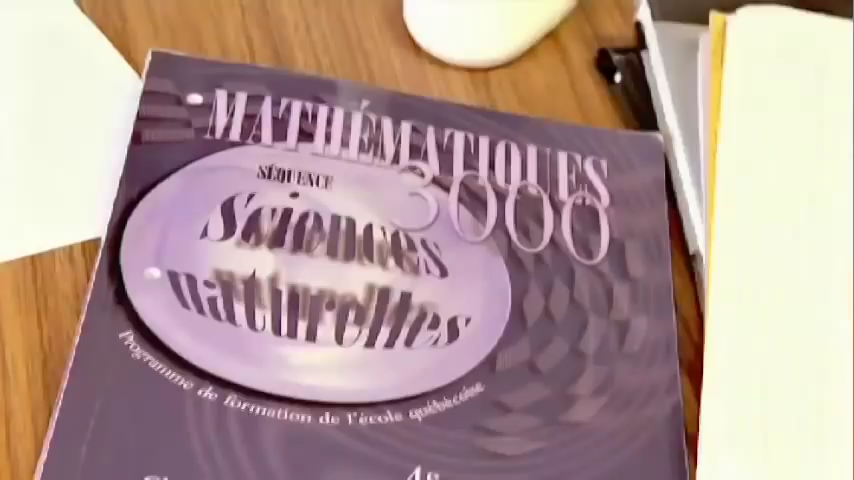 MATHÉMATIQUES
3000
SÉQUENCE
Sciences
naturelles
Programme de formation de l'école québécoise